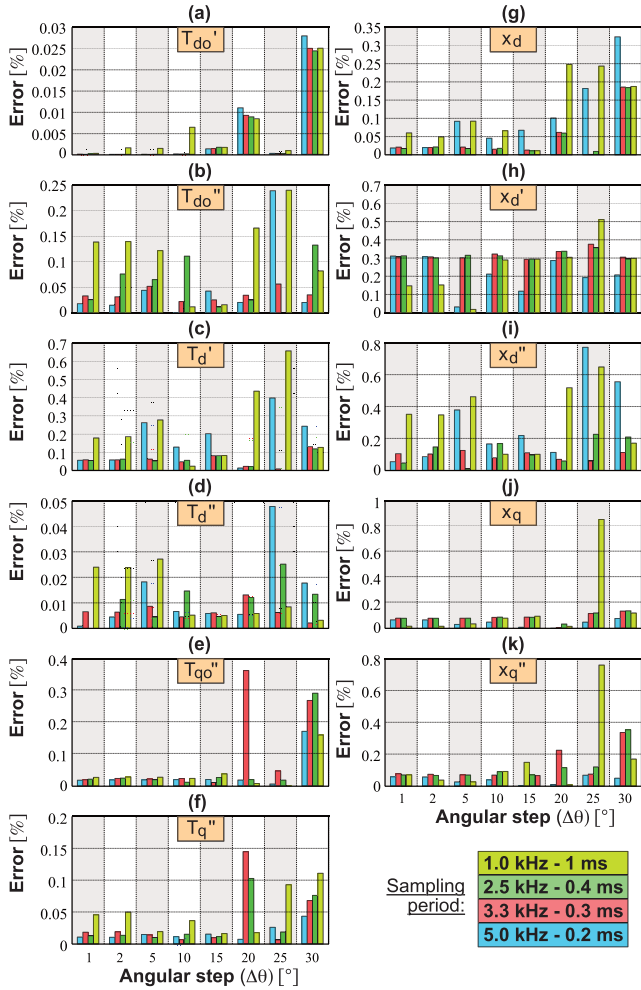 (a)
T_do'
Error [%]
0.03
0.025
0.02
0.015
0.01
0.005
0
(b)
T_do''
Error [%]
0.25
0.20
0.15
0.10
0.05
0
(c)
T_d'
Error [%]
0.7
0.6
0.5
0.4
0.3
0.2
0.1
0
(d)
T_d''
Error [%]
0.05
0.04
0.03
0.02
0.01
0
(e)
T_qo''
Error [%]
0.4
0.3
0.2
0.1
0
(f)
T_q''
Error [%]
0.2
0.15
0.1
0.05
0
1 2 5 10 15 20 25 30
Angular step (Δθ) [°]
(g)
x_d
Error [%]
0.35
0.30
0.25
0.20
0.15
0.10
0.05
0
(h)
x_d'
Error [%]
0.7
0.6
0.5
0.4
0.3
0.2
0.1
0
(i)
x_d''
Error [%]
0.8
0.6
0.4
0.2
0
(j)
x_q
Error [%]
1
0.8
0.6
0.4
0.2
0
(k)
x_q''
Error [%]
0.8
0.6
0.4
0.2
0
1 2 5 10 15 20 25 30
Angular step (Δθ) [°]
Sampling
period:
1.0 kHz - 1 ms
2.5 kHz - 0.4 ms
3.3 kHz - 0.3 ms
5.0 kHz - 0.2 ms